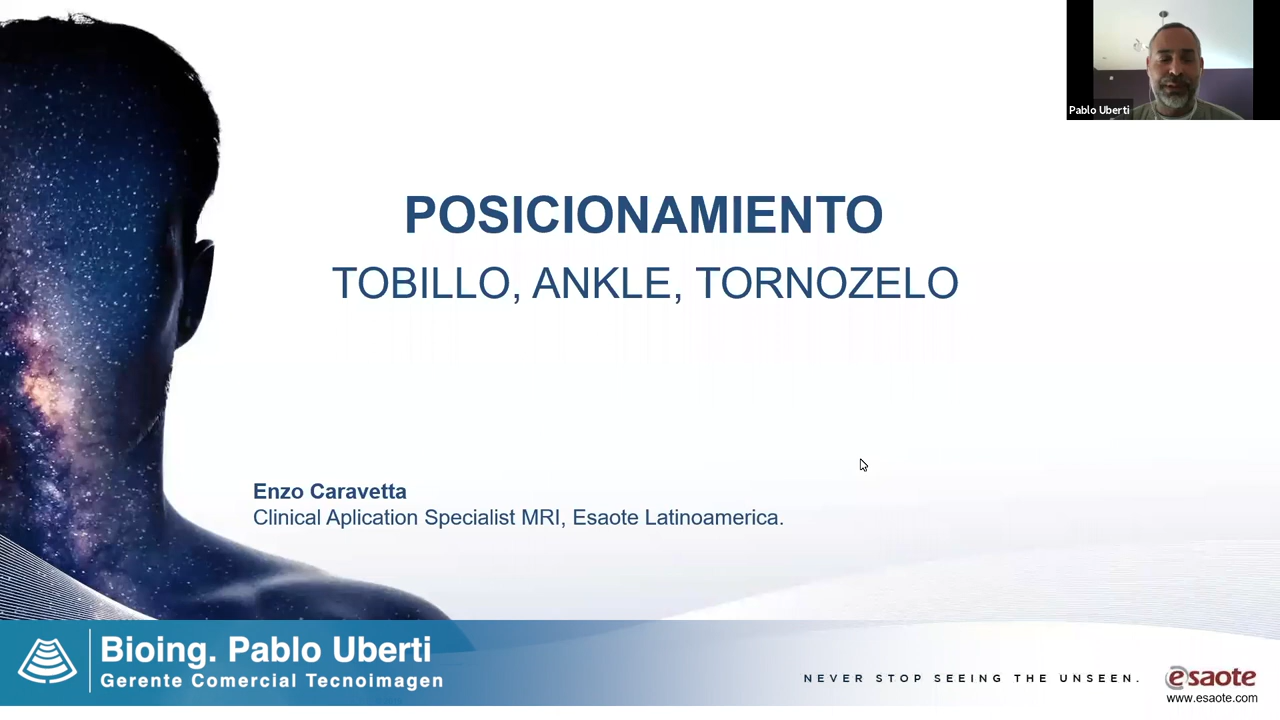 Pablo Uberti
POSICIONAMIENTO
TOBILLO, ANKLE, TORNOZELO
Enzo Caravetta
Clinical Aplication Specialist MRI, Esaote Latinoamerica.
Bioing. Pablo Uberti
Gerente Comercial Tecnoimagen
NEVER STOP SEEING THE UNSEEN.
esaote
www.esaote.com